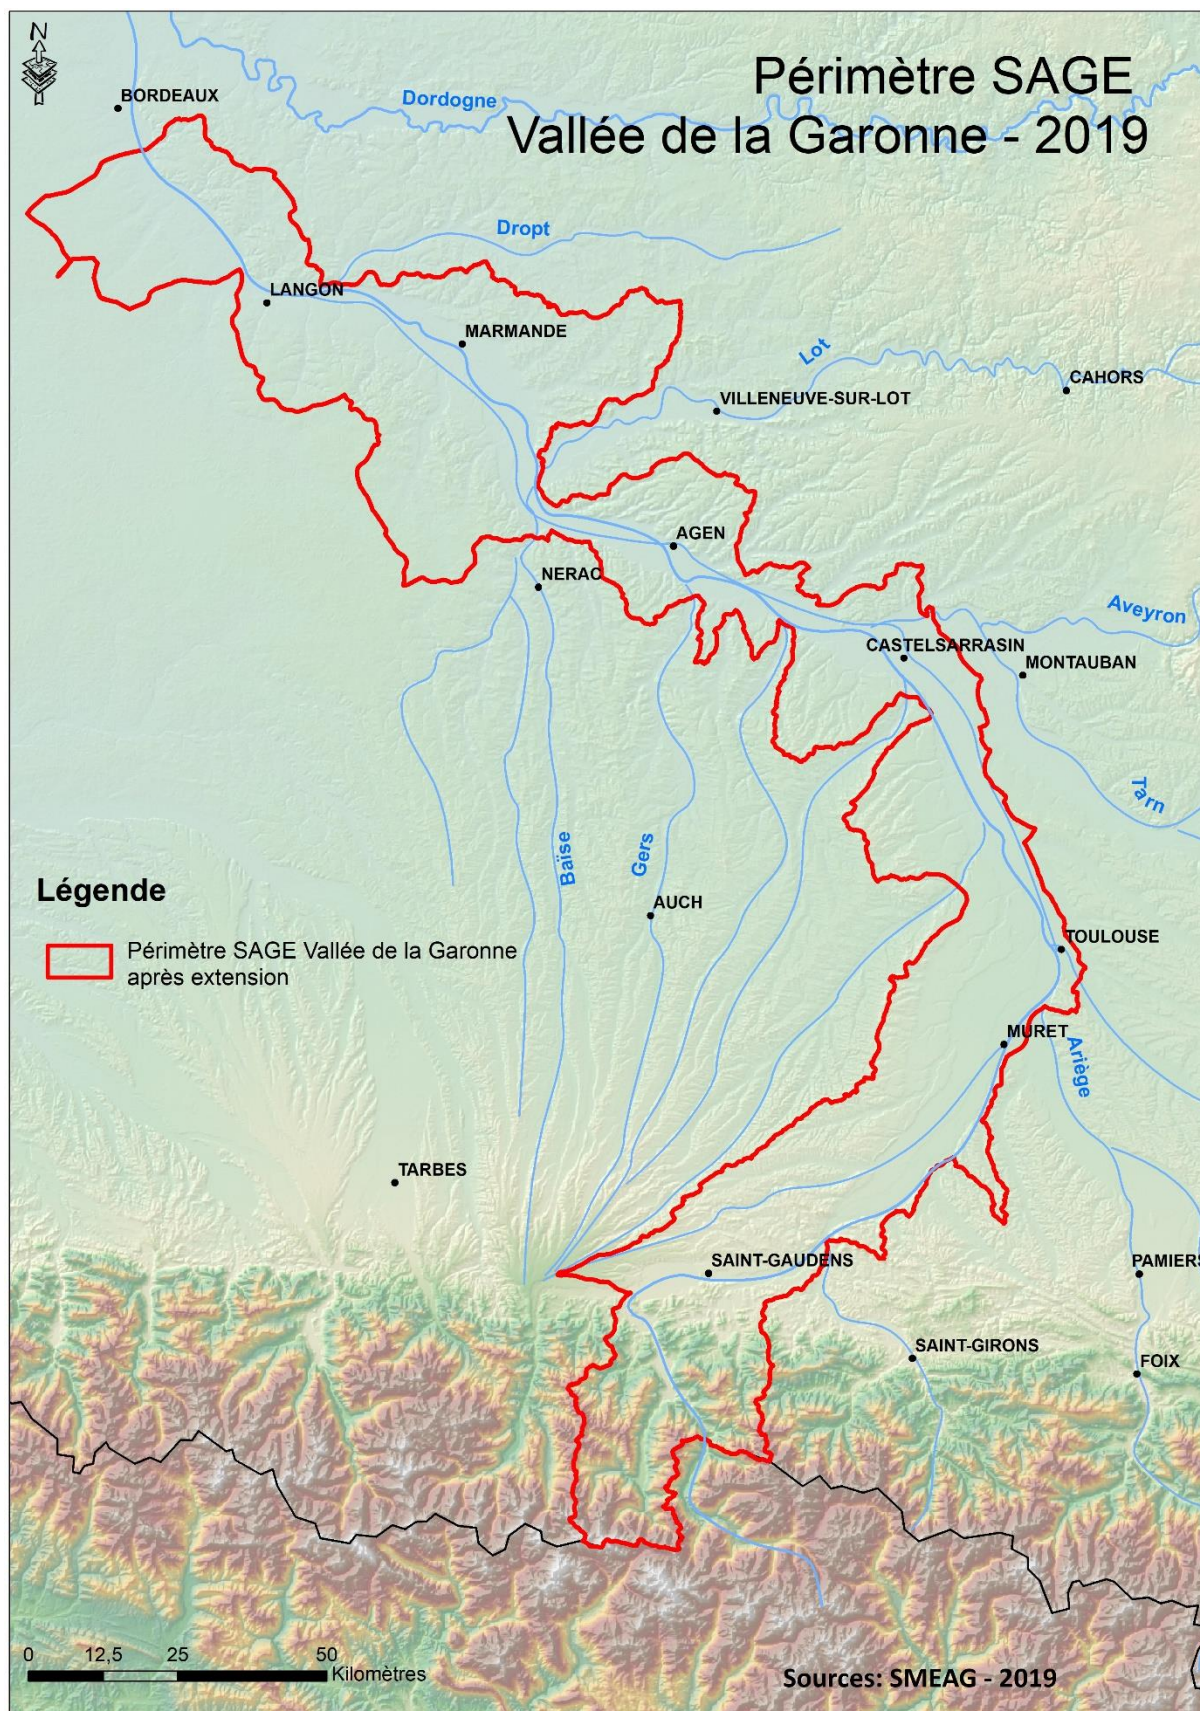 N
Périmètre SAGE
Vallée de la Garonne - 2019
BORDEAUX
Dordogne
Dropt
LANGON
MARMANDE
Lot
CAHORS
VILLENEUVE-SUR-LOT
AGEN
NERAC
Aveyron
CASTELSARRASIN
MONTAUBAN
Tarn
Baïse
Gers
Légende
Périmètre SAGE Vallée de la Garonne
après extension
AUCH
TOULOUSE
MURET
Ariège
TARBES
SAINT-GAUDENS
PAMIERS
SAINT-GIRONS
FOIX
0 12,5 25 50
Kilomètres
Sources: SMEAG - 2019